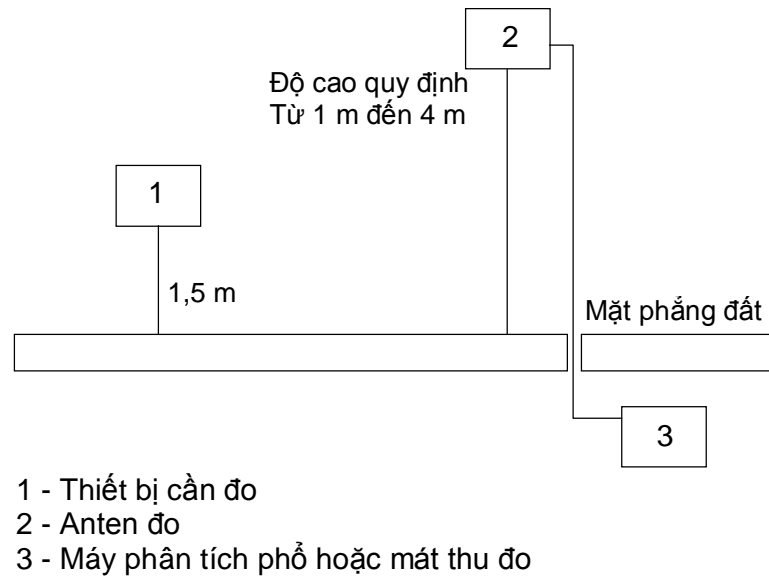 2
Độ cao quy định
Từ 1 m đến 4 m
1
1,5 m
Mặt phẳng đất
3
1 - Thiết bị cần đo
2 - Anten đo
3 - Máy phân tích phổ hoặc mát thu đo